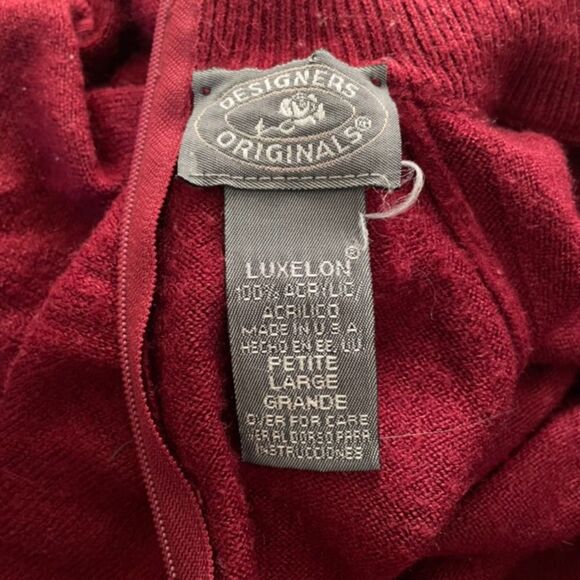 DESIGNERS
ORIGINALS®
LUXELON®
100% ACRYLIC/
ACRILICO
MADE IN U.S.A
HECHO EN EE. UU.
PETITE
LARGE
GRANDE
OVER FOR CARE
VER AL DORSO PARA
INSTRUCCIONES